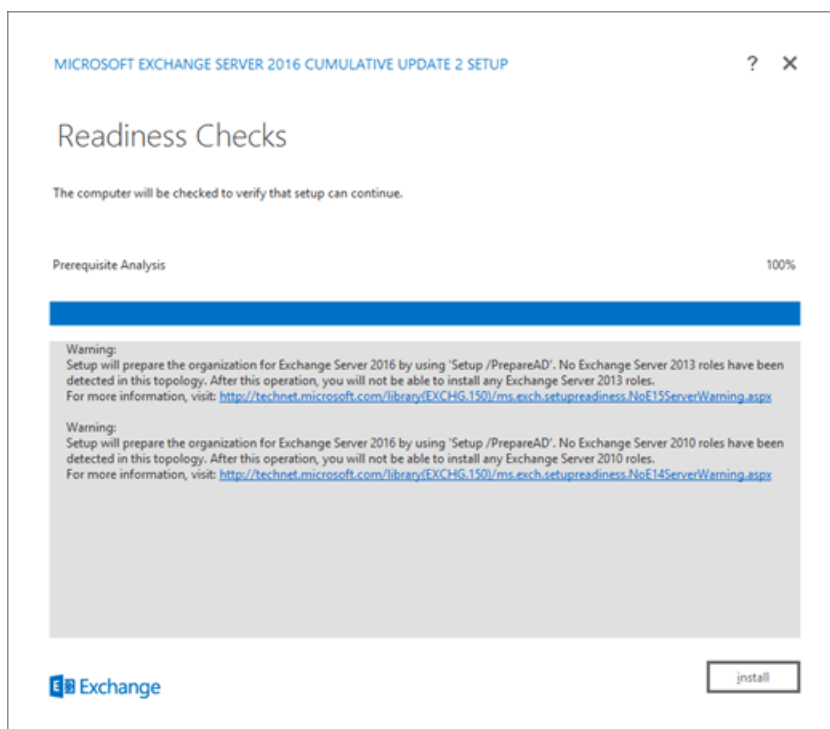 MICROSOFT EXCHANGE SERVER 2016 CUMULATIVE UPDATE 2 SETUP
? ×
Readiness Checks
The computer will be checked to verify that setup can continue.
Prerequisite Analysis 100%
Warning:
Setup will prepare the organization for Exchange Server 2016 by using 'Setup /PrepareAD'. No Exchange Server 2013 roles have been
detected in this topology. After this operation, you will not be able to install any Exchange Server 2013 roles.
For more information, visit: http://technet.microsoft.com/library(EXCHG.150)/ms.exch.setupreadiness.NoE15ServerWarning.aspx
Warning:
Setup will prepare the organization for Exchange Server 2016 by using 'Setup /PrepareAD'. No Exchange Server 2010 roles have been
detected in this topology. After this operation, you will not be able to install any Exchange Server 2010 roles.
For more information, visit: http://technet.microsoft.com/library(EXCHG.150)/ms.exch.setupreadiness.NoE14ServerWarning.aspx
E Exchange
install